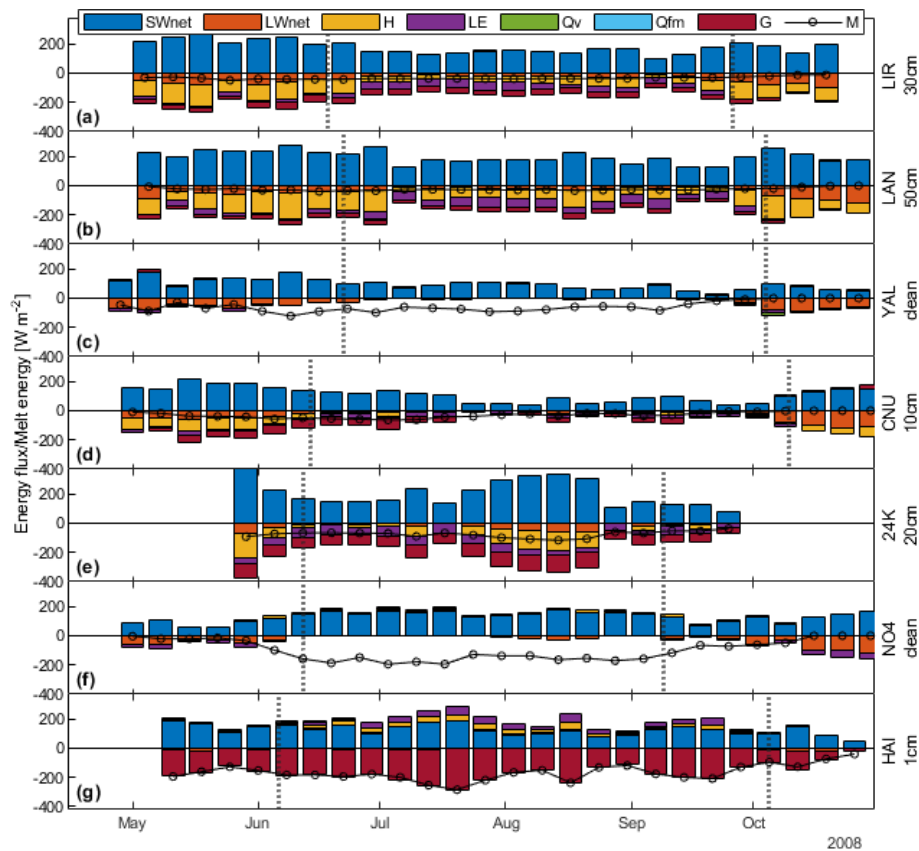 SWnet LWnet H LE Qv Qfm G M
200
0
-200
-400
(a)
LIR
30cm
200
0
-200
-400
(b)
LAN
50cm
200
0
-200
-400
(c)
YAL
clean
200
0
-200
-400
(d)
CNU
10cm
200
0
-200
-400
(e)
24K
20cm
200
0
-200
-400
(f)
NO4
clean
200
0
-200
-400
(g)
HAI
1cm
Energy flux/Melt energy [W m-2]
May Jun Jul Aug Sep Oct
2008